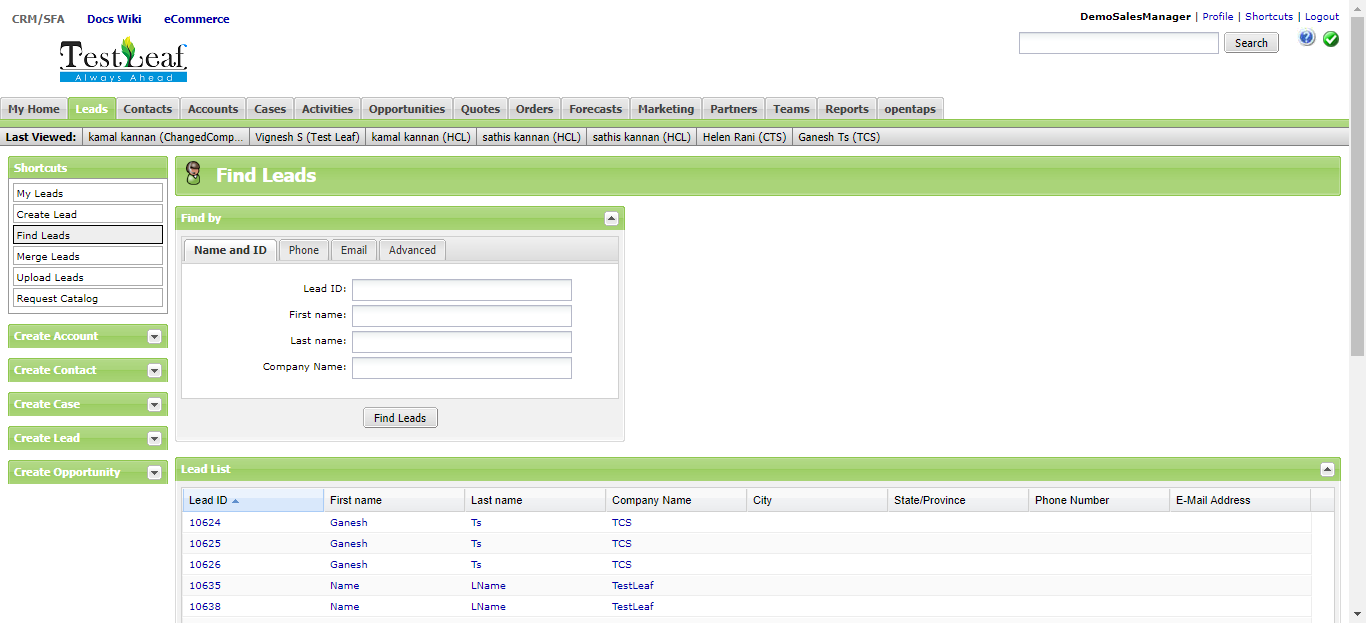 CRM/SFA Docs Wiki eCommerce
DemoSalesManager | Profile | Shortcuts | Logout
TestLeaf
Always Ahead
Search
My Home Leads Contacts Accounts Cases Activities Opportunities Quotes Orders Forecasts Marketing Partners Teams Reports opentaps
Last Viewed: kamal kannan (ChangedComp... Vignesh S (Test Leaf) kamal kannan (HCL) sathis kannan (HCL) sathis kannan (HCL) Helen Rani (CTS) Ganesh Ts (TCS)
Shortcuts
My Leads
Create Lead
Find Leads
Merge Leads
Upload Leads
Request Catalog
Create Account
Create Contact
Create Case
Create Lead
Create Opportunity
Find Leads
Find by
Name and ID Phone Email Advanced
Lead ID:
First name:
Last name:
Company Name:
Find Leads
Lead List
Lead ID First name Last name Company Name City State/Province Phone Number E-Mail Address
10624 Ganesh Ts TCS
10625 Ganesh Ts TCS
10626 Ganesh Ts TCS
10635 Name LName TestLeaf
10638 Name LName TestLeaf